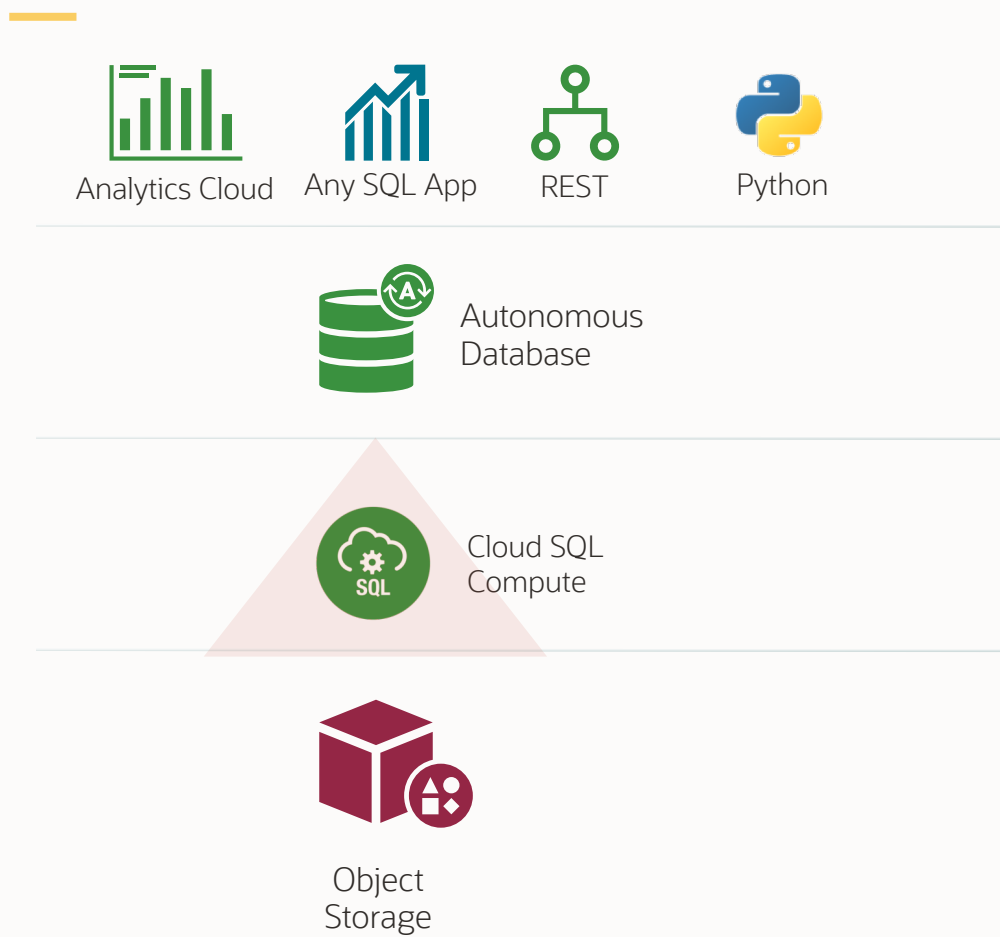 Analytics Cloud
Any SQL App
REST
Python
A
Autonomous
Database
SQL
Cloud SQL
Compute
Object
Storage